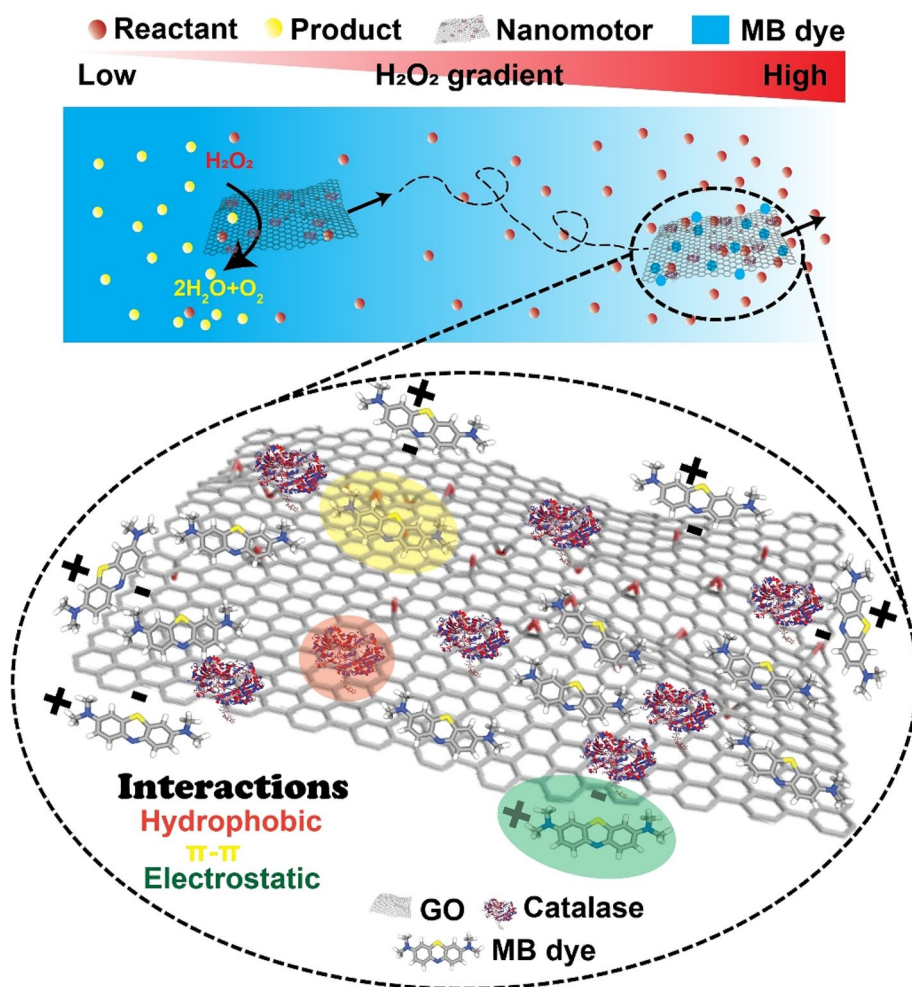 Reactant Product Nanomotor MB dye
Low H₂O₂ gradient High
H₂O₂
2H₂O+O₂
+
-
+
-
+
-
+
-
+
-
+
-
Interactions
Hydrophobic
π-π
Electrostatic
GO Catalase
MB dye